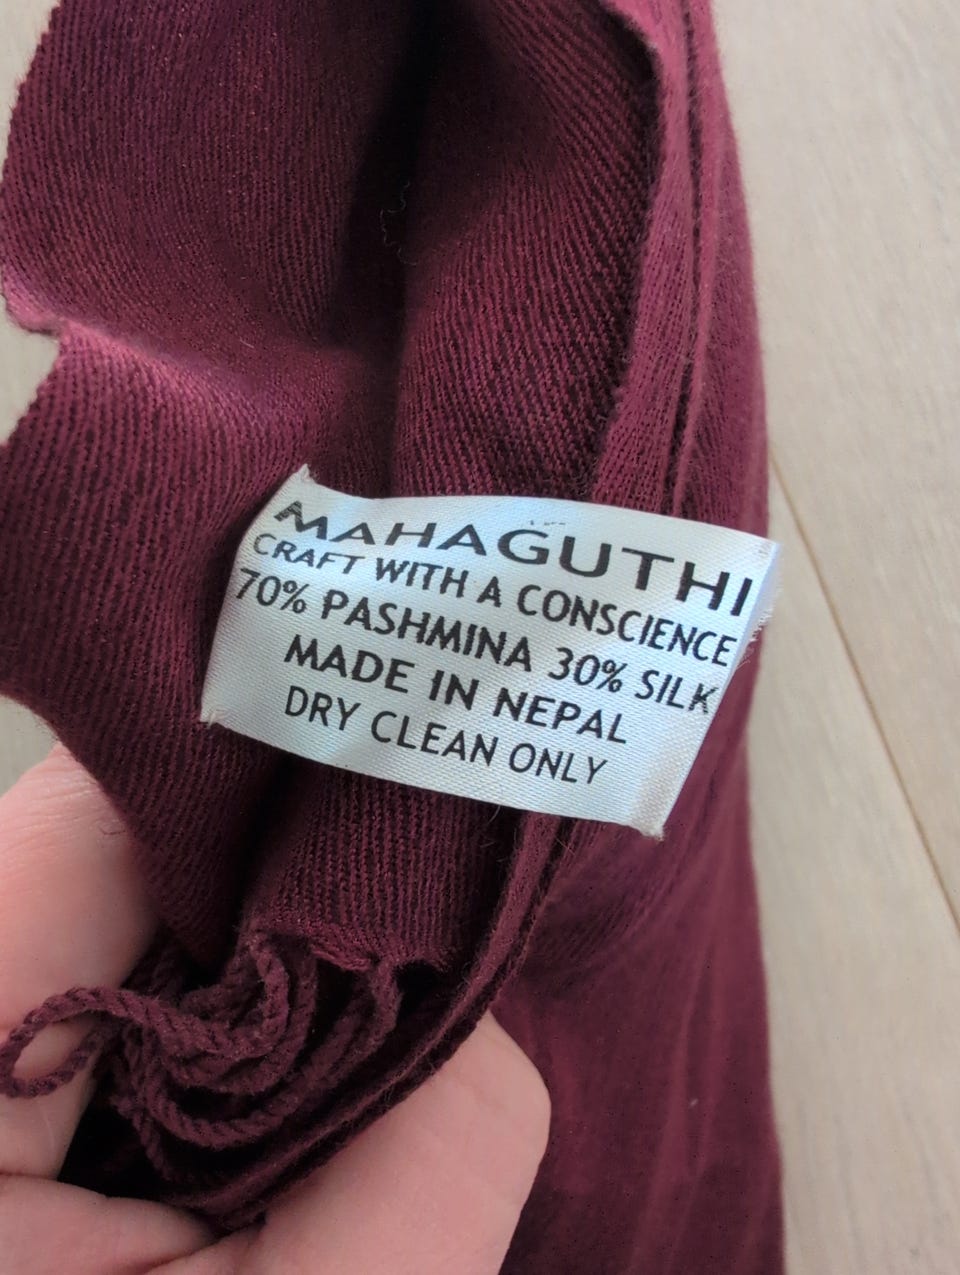 MAHAGUTHI
CRAFT WITH A CONSCIENCE
70% PASHMINA 30% SILK
MADE IN NEPAL
DRY CLEAN ONLY